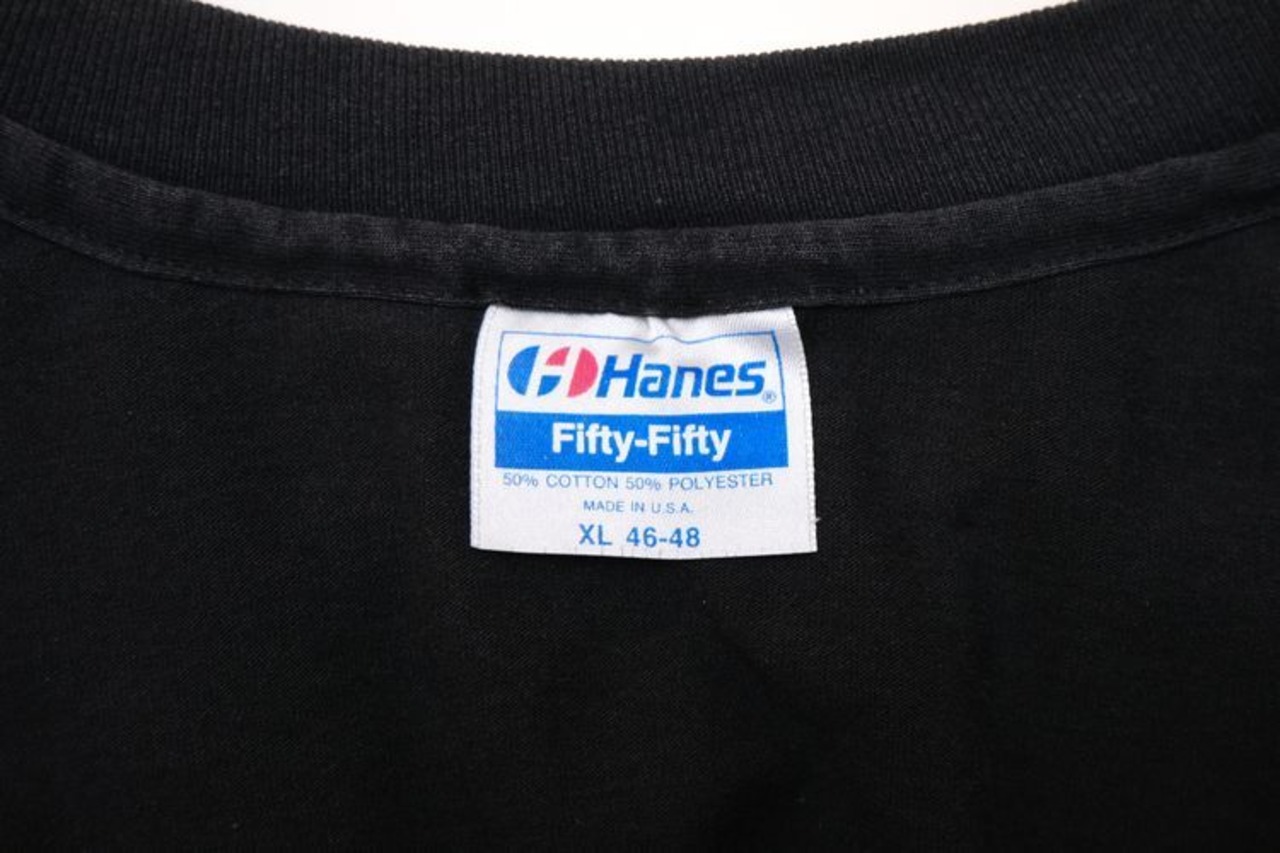 Hanes®
Fifty-Fifty
50% COTTON 50% POLYESTER
MADE IN U.S.A.
XL 46-48